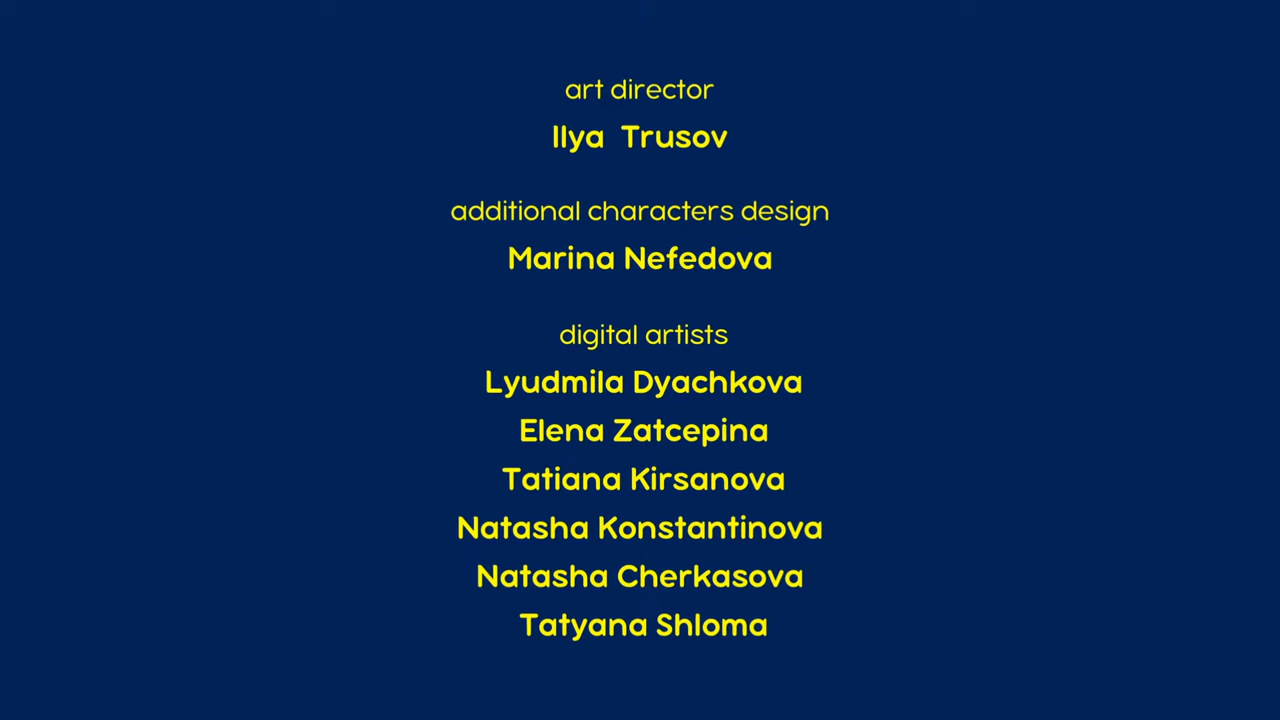 art director
Ilya Trusov
additional characters design
Marina Nefedova
digital artists
Lyudmila Dyachkova
Elena Zatcepina
Tatiana Kirsanova
Natasha Konstantinova
Natasha Cherkasova
Tatyana Shloma